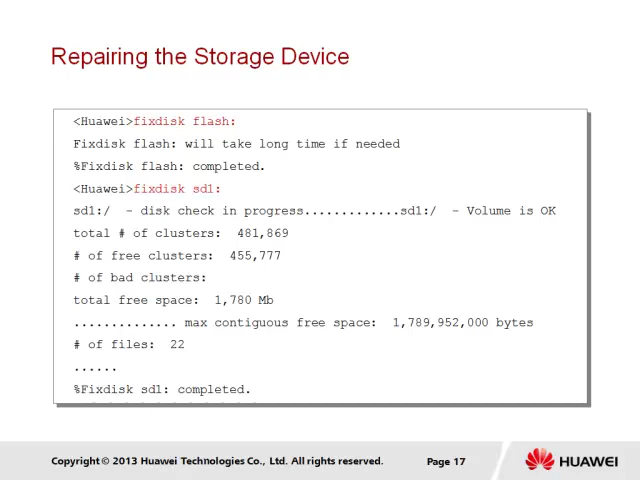 Repairing the Storage Device
<Huawei>fixdisk flash:
Fixdisk flash: will take long time if needed
%Fixdisk flash: completed.
<Huawei>fixdisk sd1:
sd1:/  - disk check in progress.............sd1:/  - Volume is OK
total # of clusters:  481,869
# of free clusters:  455,777
# of bad clusters:
total free space:  1,780 Mb
.............. max contiguous free space:  1,789,952,000 bytes
# of files:  22
......
%Fixdisk sd1: completed.
Copyright © 2013 Huawei Technologies Co., Ltd. All rights reserved.
Page 17
HUAWEI